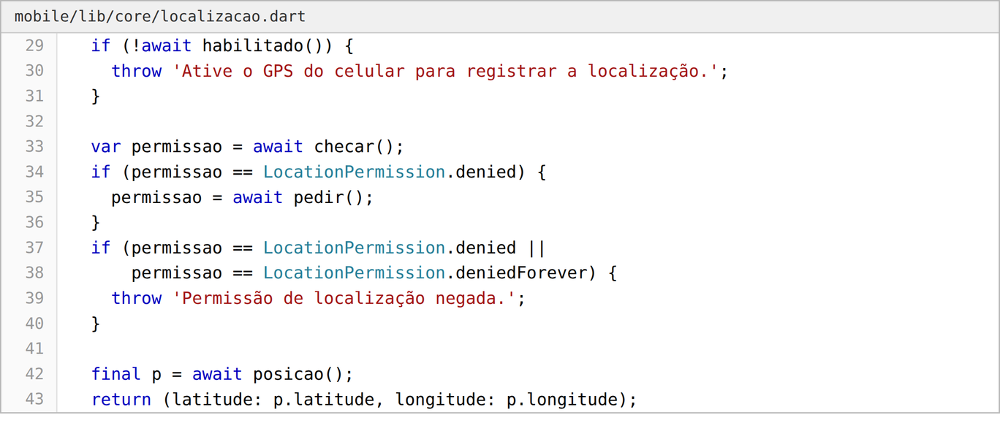 mobile/lib/core/localizacao.dart
29 if (!await habilitado()) {
30 throw 'Ative o GPS do celular para registrar a localização.';
31 }
32
33 var permissao = await checar();
34 if (permissao == LocationPermission.denied) {
35 permissao = await pedir();
36 }
37 if (permissao == LocationPermission.denied ||
38 permissao == LocationPermission.deniedForever) {
39 throw 'Permissão de localização negada.';
40 }
41
42 final p = await posicao();
43 return (latitude: p.latitude, longitude: p.longitude);